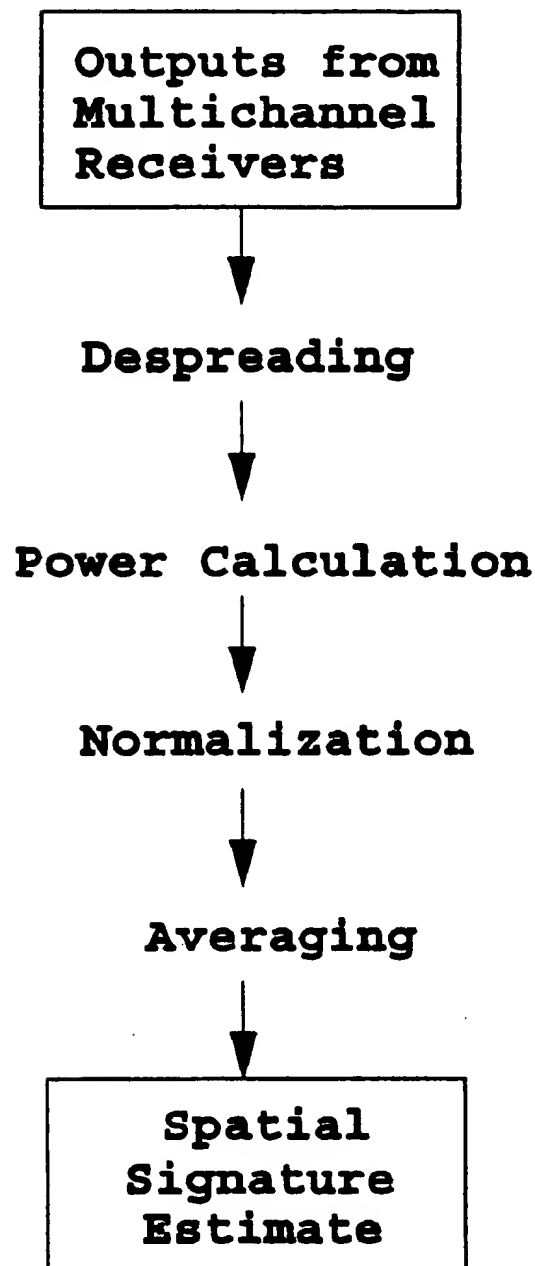 Outputs from
Multichannel
Receivers
Despreading
Power Calculation
Normalization
Averaging
Spatial
Signature
Estimate